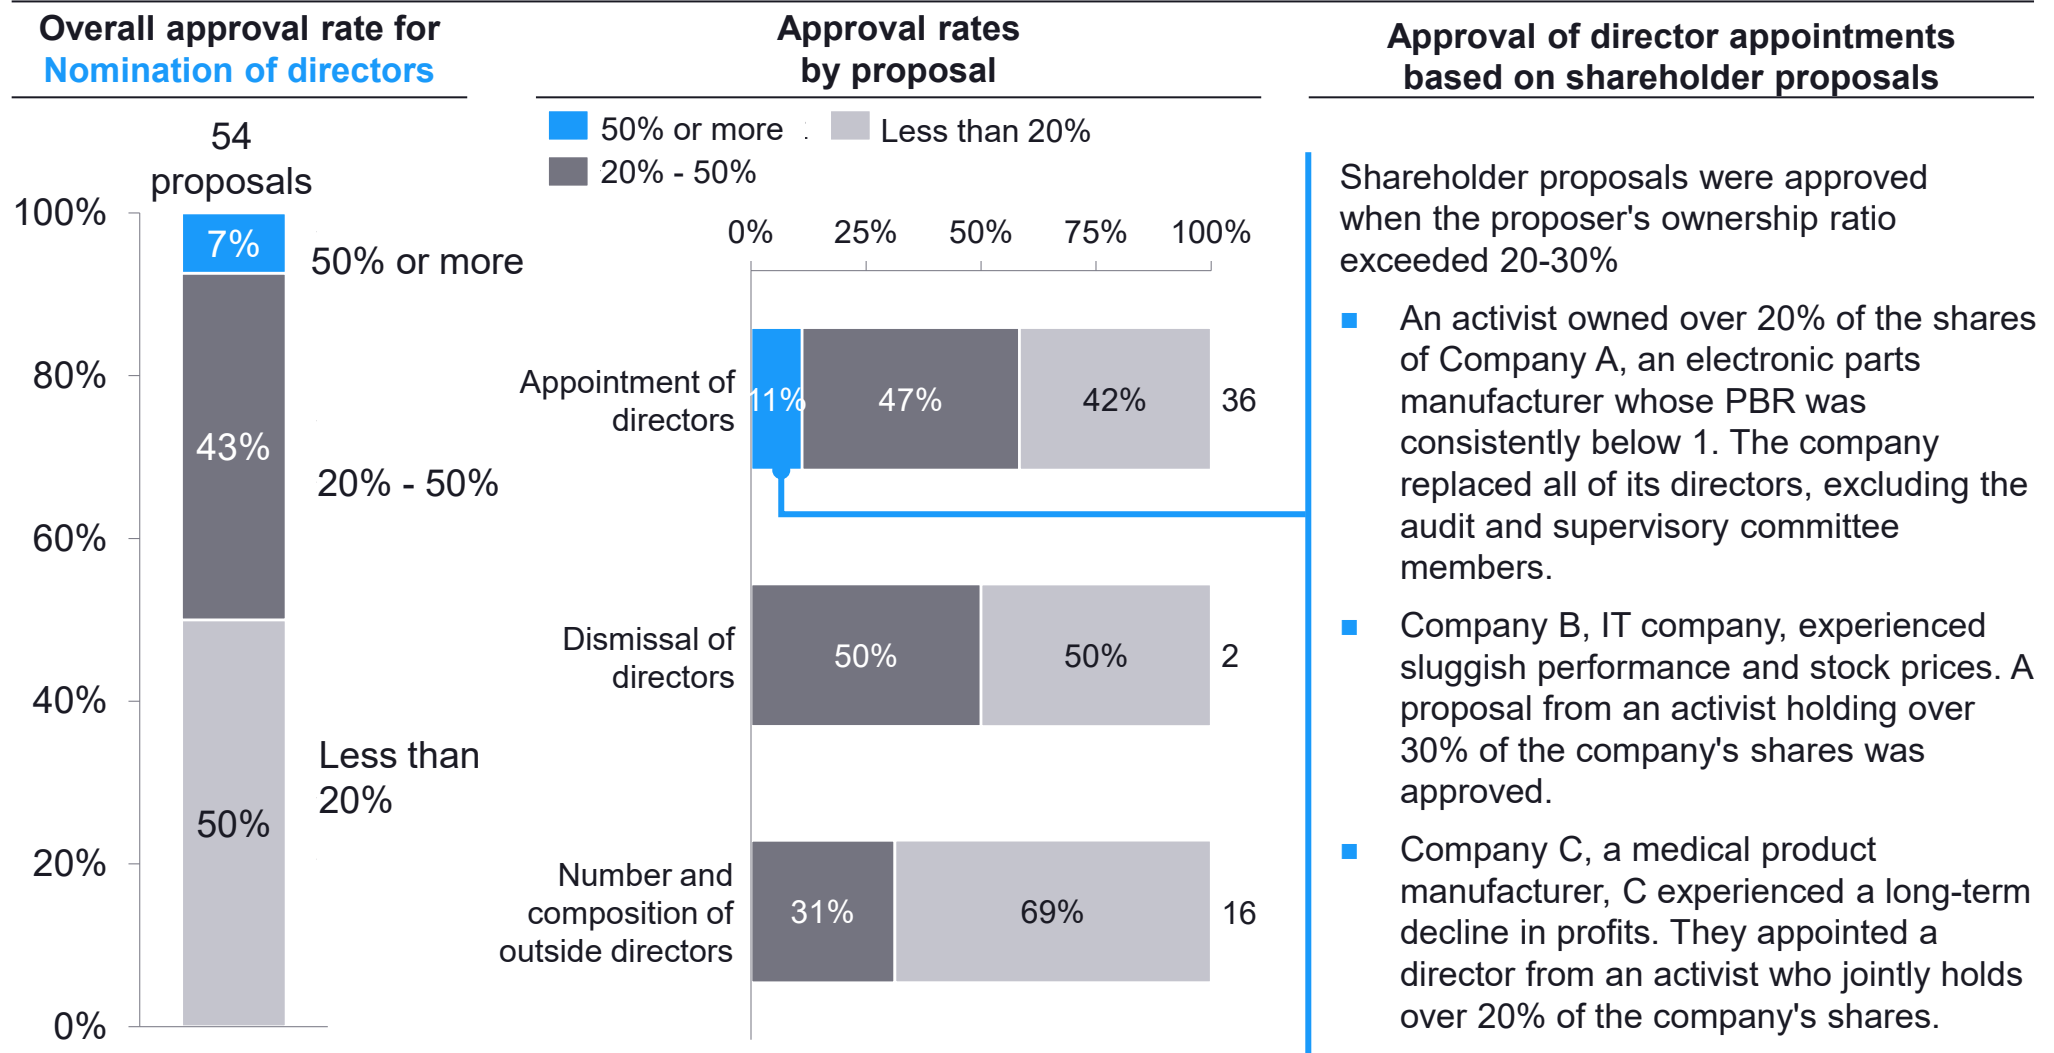 Overall approval rate for
Nomination of directors
54
proposals
100%
80%
60%
40%
20%
0%
7%
43%
50%
50% or more
20% - 50%
Less than
20%
Approval rates
by proposal
50% or more
Less than 20%
20% - 50%
0% 25% 50% 75% 100%
Appointment of
directors
11% 47% 42% 36
Dismissal of
directors
50% 50% 2
Number and
composition of
outside directors
31% 69% 16
Approval of director appointments
based on shareholder proposals
Shareholder proposals were approved
when the proposer's ownership ratio
exceeded 20-30%
An activist owned over 20% of the shares
of Company A, an electronic parts
manufacturer whose PBR was
consistently below 1. The company
replaced all of its directors, excluding the
audit and supervisory committee
members.
Company B, IT company, experienced
sluggish performance and stock prices. A
proposal from an activist holding over
30% of the company's shares was
approved.
Company C, a medical product
manufacturer, C experienced a long-term
decline in profits. They appointed a
director from an activist who jointly holds
over 20% of the company's shares.